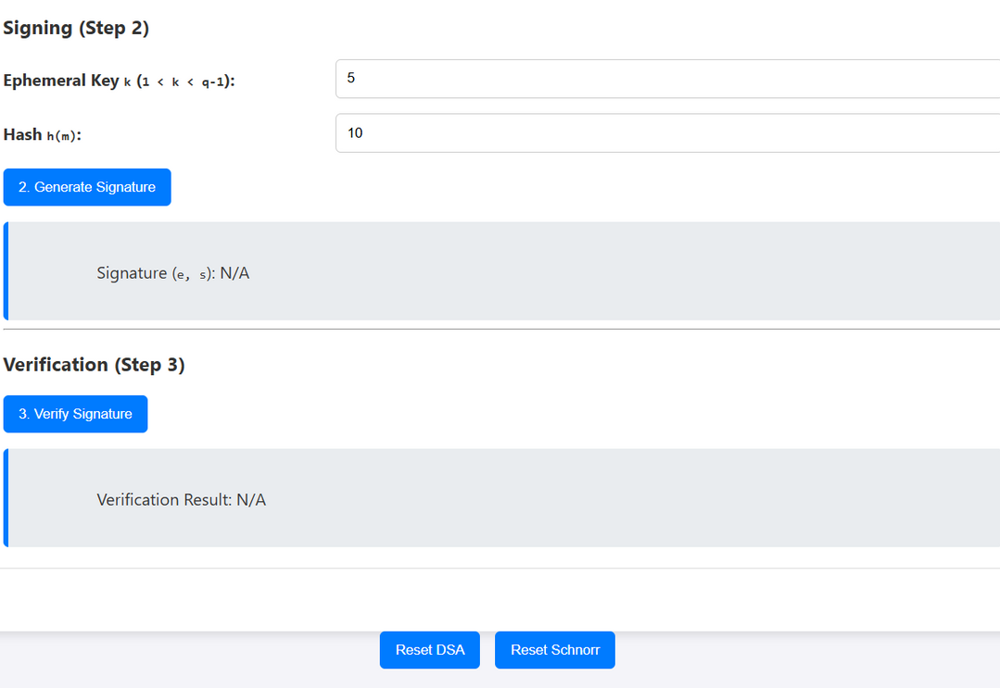 Signing (Step 2)
Ephemeral Key k (1 < k < q-1):
5
Hash h(m):
10
2. Generate Signature
Signature (e, s): N/A
Verification (Step 3)
3. Verify Signature
Verification Result: N/A
Reset DSA
Reset Schnorr